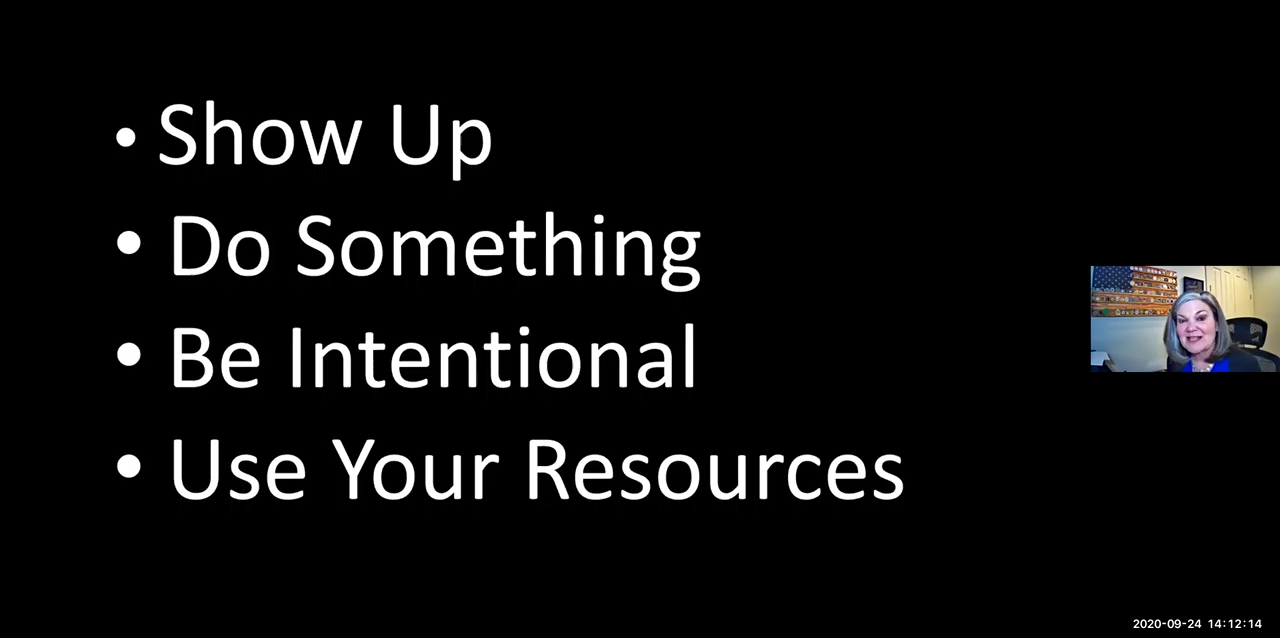 • Show Up
• Do Something
• Be Intentional
• Use Your Resources
2020-09-24 14:12:14